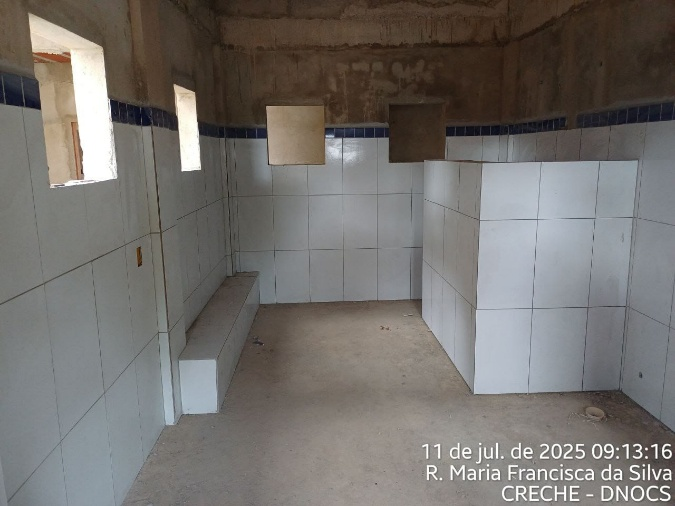 11 de jul. de 2025 09:13:16
R. Maria Francisca da Silva
CRECHE - DNOCS